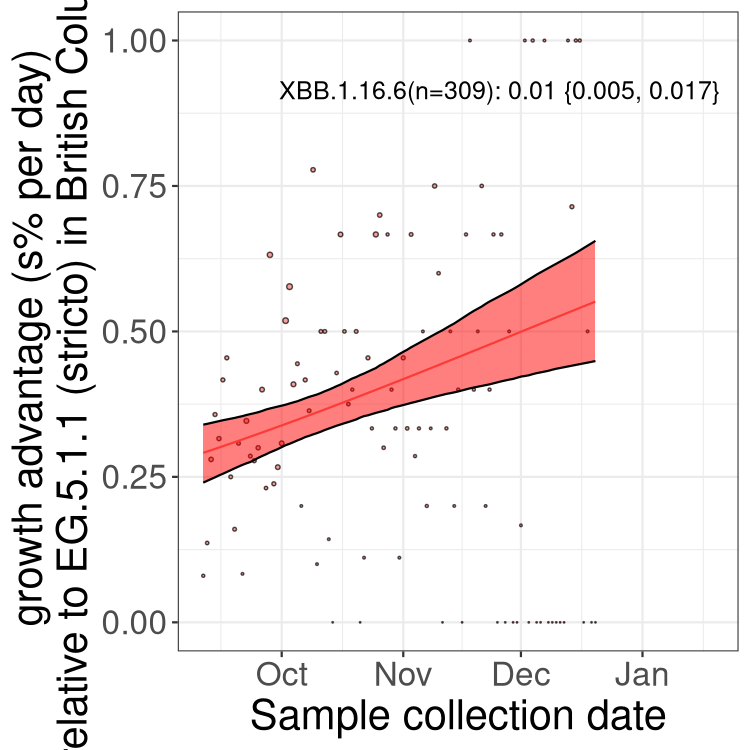 growth advantage (s% per day)
relative to EG.5.1.1 (stricto) in British Colu
1.00
0.75
0.50
0.25
0.00
XBB.1.16.6(n=309): 0.01 {0.005, 0.017}
Oct Nov Dec Jan
Sample collection date